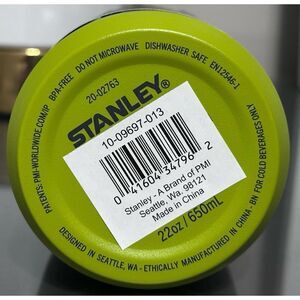 PATENTS: PMI-WORLDWIDE.COM/IP
BPA-FREE
DO NOT MICROWAVE
DISHWASHER SAFE
EN12546-1
20-02763
STANLEY®
10-09697-013
0 41604 34796 2
Stanley - A Brand of PMI
Seattle, Wa. 98121
Made in China
22oz / 650mL
DESIGNED IN SEATTLE, WA - ETHICALLY MANUFACTURED IN CHINA - BN FOR COLD BEVERAGES ONLY